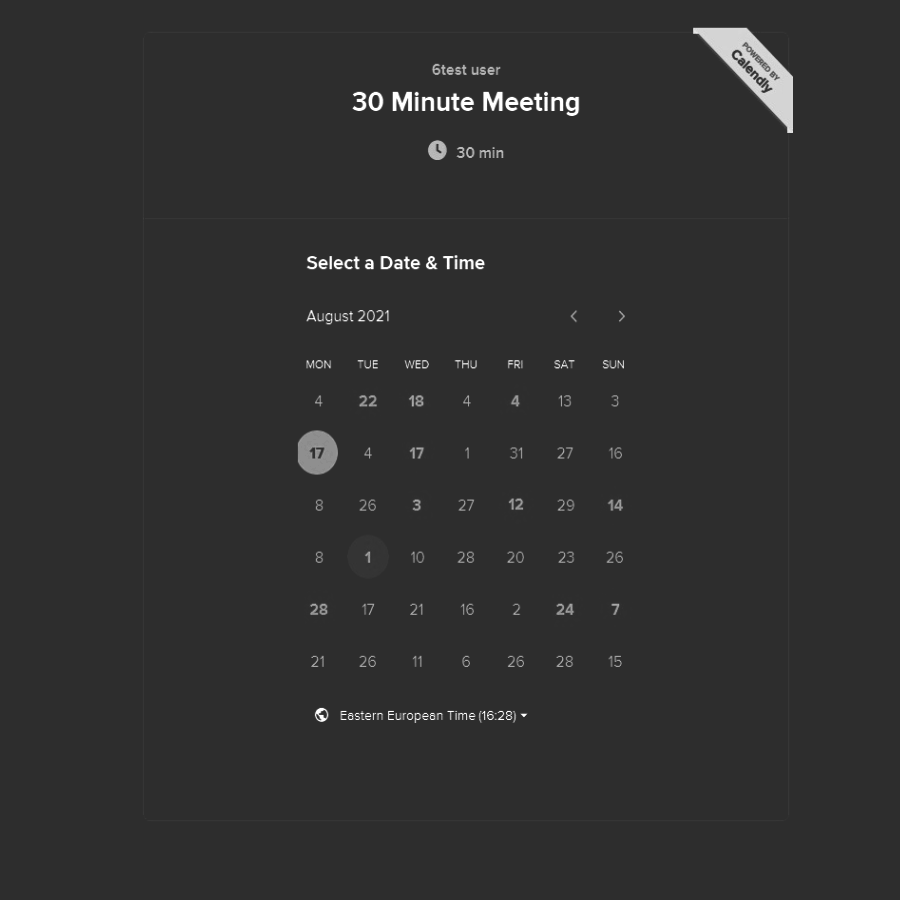 6test user
30 Minute Meeting
30 min
POWERED BY
Calendly
Select a Date & Time
August 2021
MON TUE WED THU FRI SAT SUN
4 22 18 4 4 13 3
17 4 17 1 31 27 16
8 26 3 27 12 29 14
8 1 10 28 20 23 26
28 17 21 16 2 24 7
21 26 11 6 26 28 15
Eastern European Time (16:28)